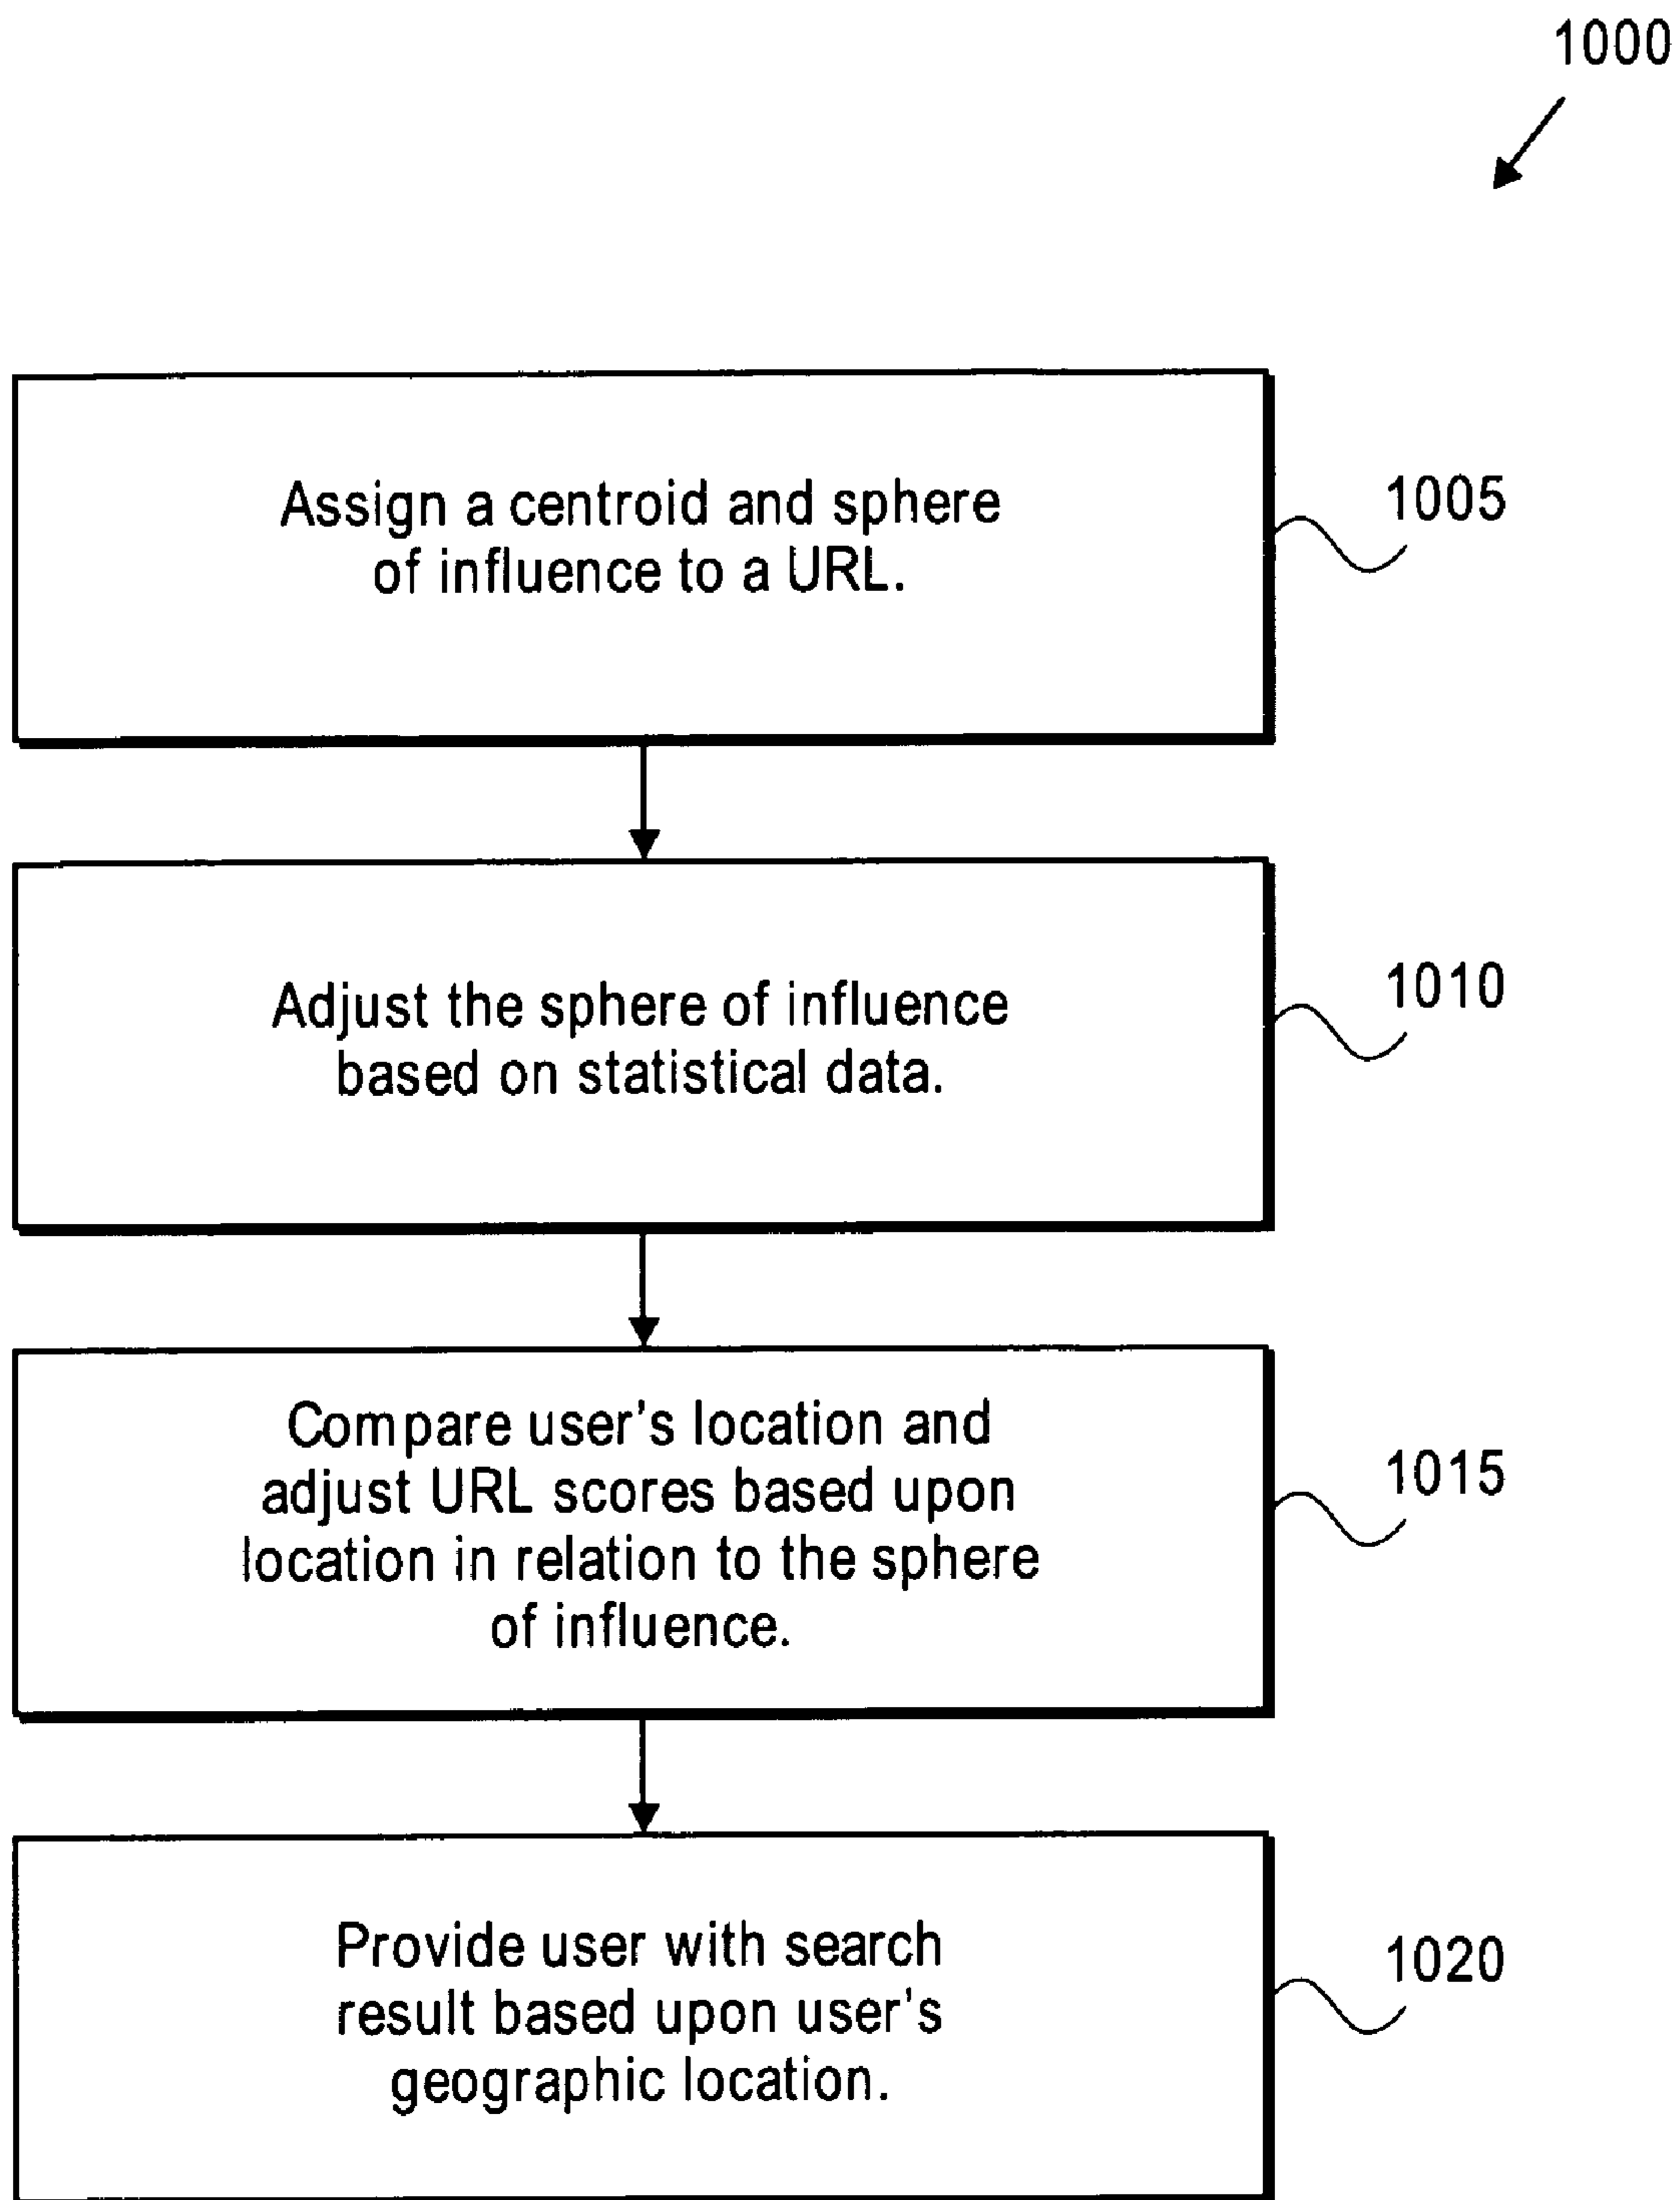 1000
Assign a centroid and sphere
of influence to a URL.
1005
Adjust the sphere of influence
based on statistical data.
1010
Compare user's location and
adjust URL scores based upon
location in relation to the sphere
of influence.
1015
Provide user with search
result based upon user's
geographic location.
1020